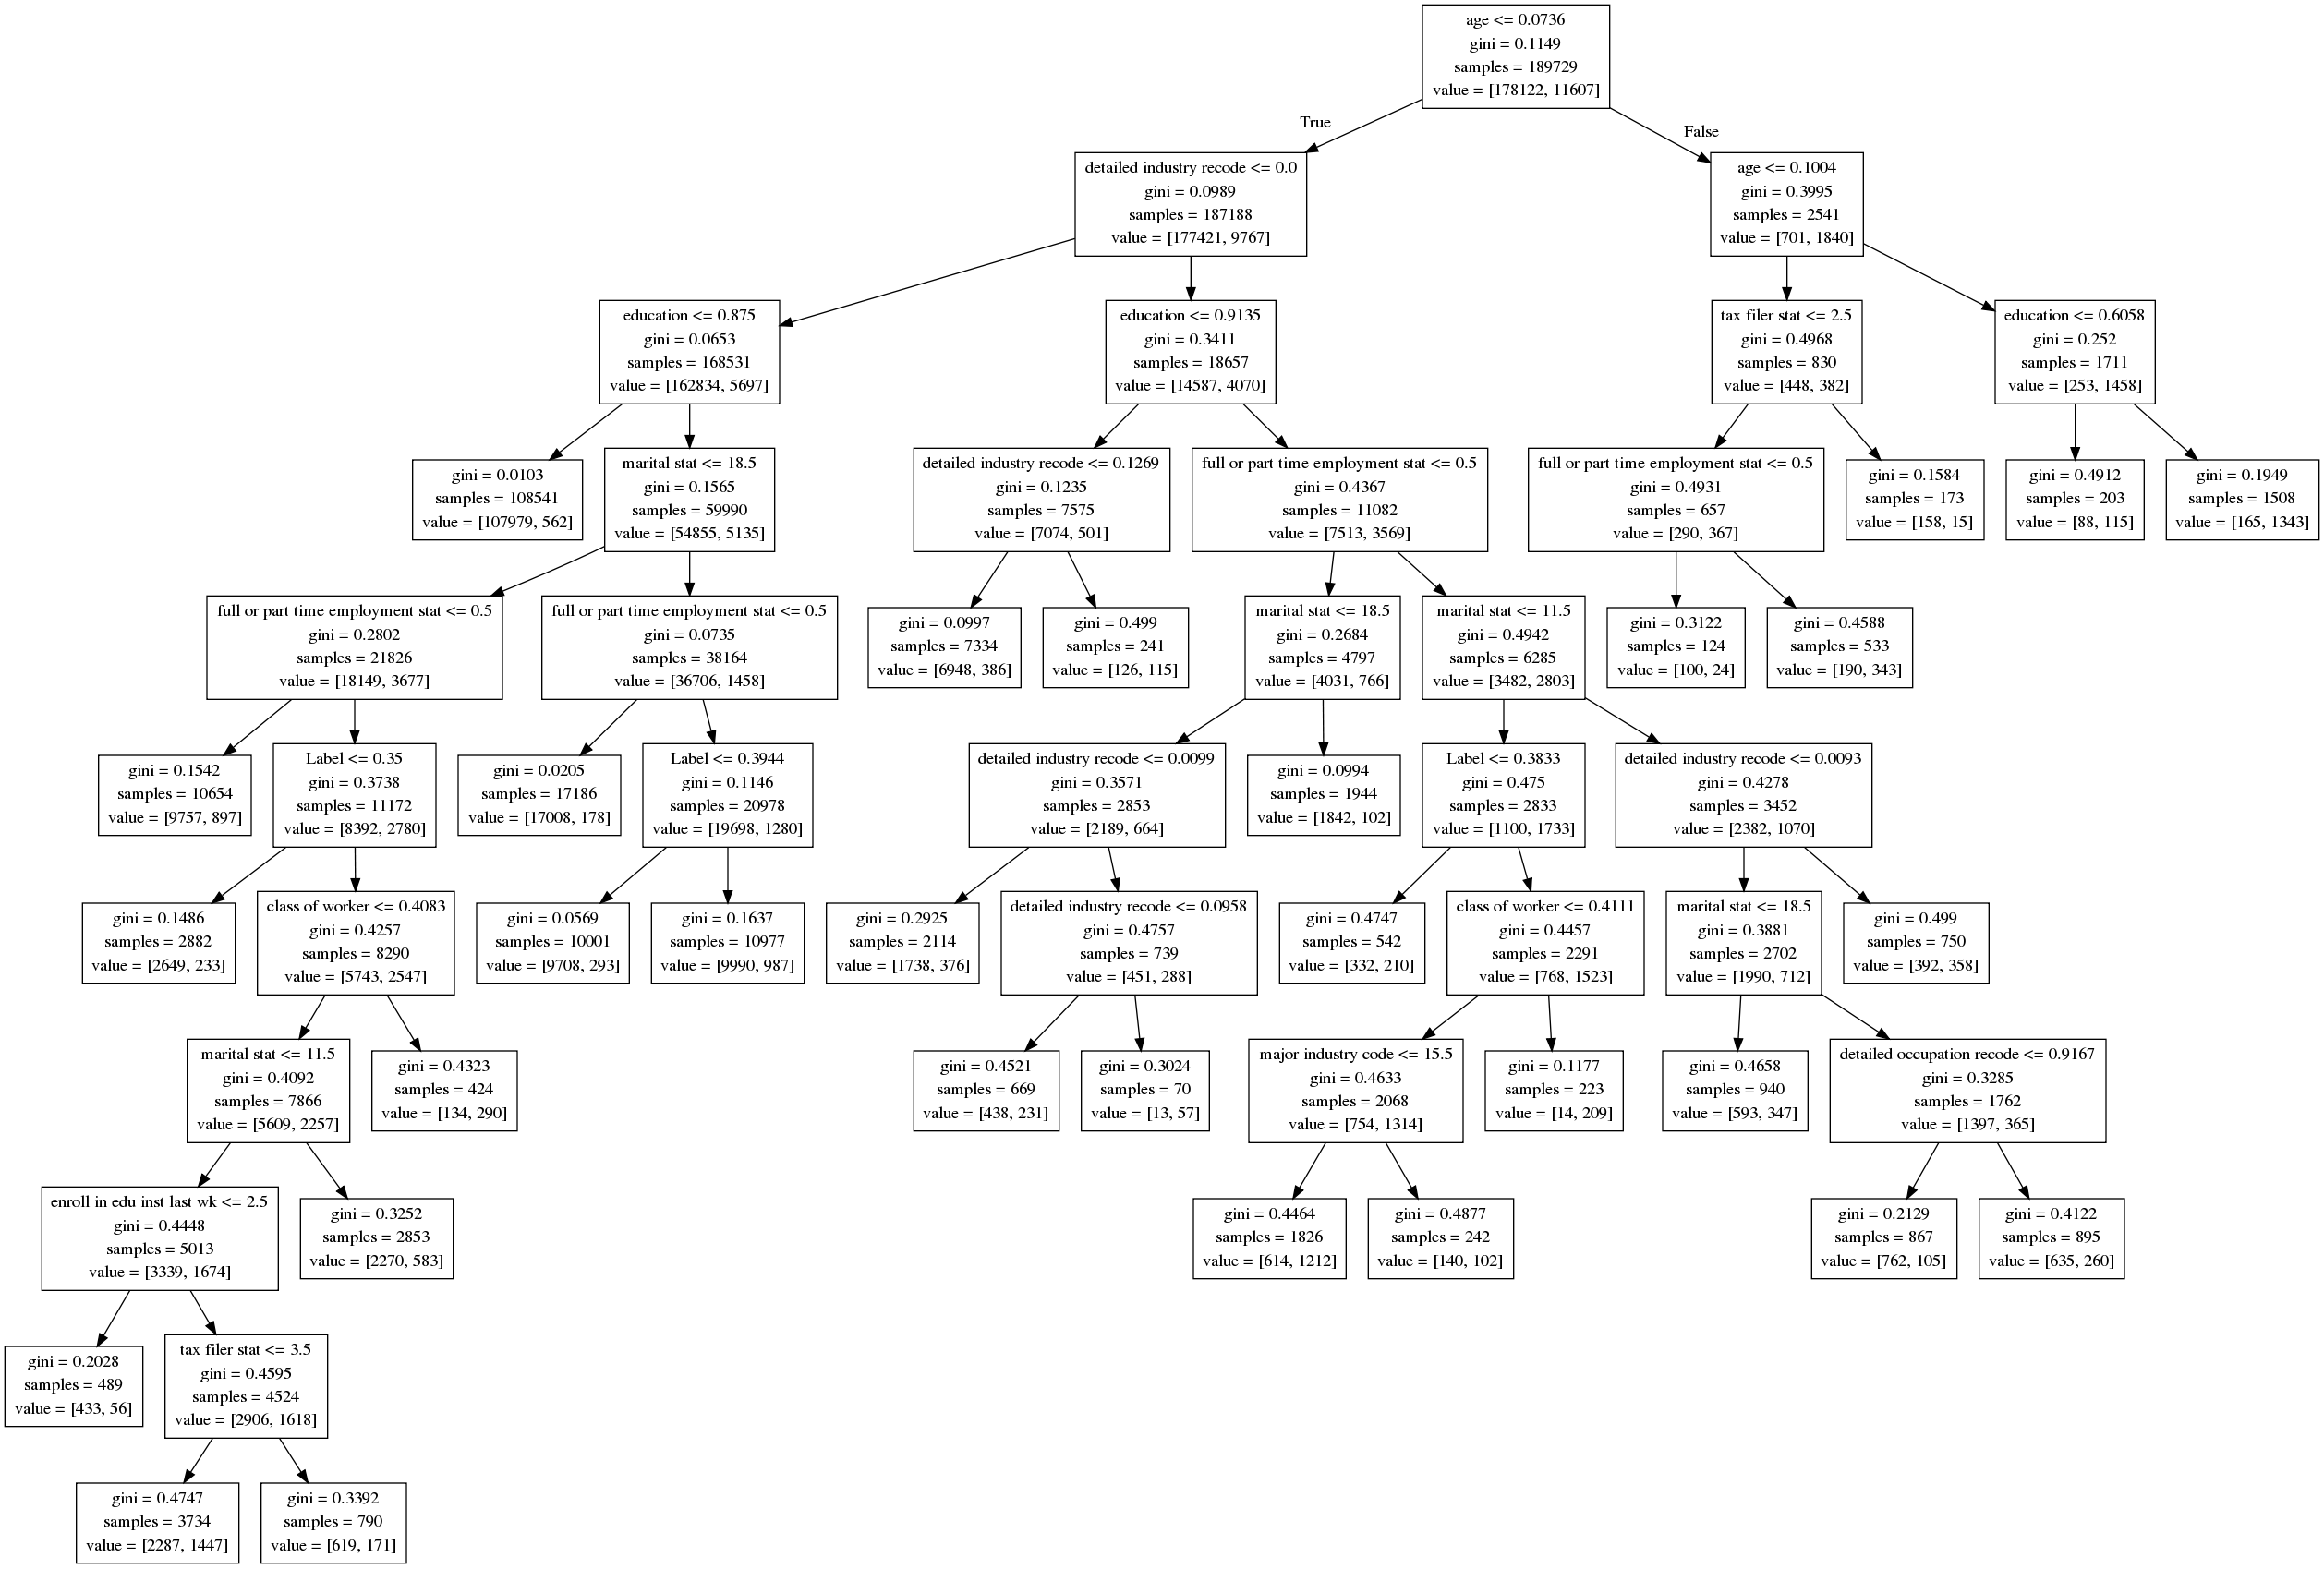 age <= 0.0736
gini = 0.1149
samples = 189729
value = [178122, 11607]
True
False
detailed industry recode <= 0.0
gini = 0.0989
samples = 187188
value = [177421, 9767]
age <= 0.1004
gini = 0.3995
samples = 2541
value = [701, 1840]
education <= 0.875
gini = 0.0653
samples = 168531
value = [162834, 5697]
education <= 0.9135
gini = 0.3411
samples = 18657
value = [14587, 4070]
tax filer stat <= 2.5
gini = 0.4968
samples = 830
value = [448, 382]
education <= 0.6058
gini = 0.252
samples = 1711
value = [253, 1458]
gini = 0.0103
samples = 108541
value = [107979, 562]
marital stat <= 18.5
gini = 0.1565
samples = 59990
value = [54855, 5135]
detailed industry recode <= 0.1269
gini = 0.1235
samples = 7575
value = [7074, 501]
full or part time employment stat <= 0.5
gini = 0.4367
samples = 11082
value = [7513, 3569]
full or part time employment stat <= 0.5
gini = 0.4931
samples = 657
value = [290, 367]
gini = 0.1584
samples = 173
value = [158, 15]
gini = 0.4912
samples = 203
value = [88, 115]
gini = 0.1949
samples = 1508
value = [165, 1343]
full or part time employment stat <= 0.5
gini = 0.2802
samples = 21826
value = [18149, 3677]
full or part time employment stat <= 0.5
gini = 0.0735
samples = 38164
value = [36706, 1458]
gini = 0.0997
samples = 7334
value = [6948, 386]
gini = 0.499
samples = 241
value = [126, 115]
marital stat <= 18.5
gini = 0.2684
samples = 4797
value = [4031, 766]
marital stat <= 11.5
gini = 0.4942
samples = 6285
value = [3482, 2803]
gini = 0.3122
samples = 124
value = [100, 24]
gini = 0.4588
samples = 533
value = [190, 343]
gini = 0.1542
samples = 10654
value = [9757, 897]
Label <= 0.35
gini = 0.3738
samples = 11172
value = [8392, 2780]
gini = 0.0205
samples = 17186
value = [17008, 178]
Label <= 0.3944
gini = 0.1146
samples = 20978
value = [19698, 1280]
detailed industry recode <= 0.0099
gini = 0.3571
samples = 2853
value = [2189, 664]
gini = 0.0994
samples = 1944
value = [1842, 102]
Label <= 0.3833
gini = 0.475
samples = 2833
value = [1100, 1733]
detailed industry recode <= 0.0093
gini = 0.4278
samples = 3452
value = [2382, 1070]
gini = 0.1486
samples = 2882
value = [2649, 233]
class of worker <= 0.4083
gini = 0.4257
samples = 8290
value = [5743, 2547]
gini = 0.0569
samples = 10001
value = [9708, 293]
gini = 0.1637
samples = 10977
value = [9990, 987]
gini = 0.2925
samples = 2114
value = [1738, 376]
detailed industry recode <= 0.0958
gini = 0.4757
samples = 739
value = [451, 288]
gini = 0.4747
samples = 542
value = [332, 210]
class of worker <= 0.4111
gini = 0.4457
samples = 2291
value = [768, 1523]
marital stat <= 18.5
gini = 0.3881
samples = 2702
value = [1990, 712]
gini = 0.499
samples = 750
value = [392, 358]
marital stat <= 11.5
gini = 0.4092
samples = 7866
value = [5609, 2257]
gini = 0.4323
samples = 424
value = [134, 290]
gini = 0.4521
samples = 669
value = [438, 231]
gini = 0.3024
samples = 70
value = [13, 57]
major industry code <= 15.5
gini = 0.4633
samples = 2068
value = [754, 1314]
gini = 0.1177
samples = 223
value = [14, 209]
gini = 0.4658
samples = 940
value = [593, 347]
detailed occupation recode <= 0.9167
gini = 0.3285
samples = 1762
value = [1397, 365]
enroll in edu inst last wk <= 2.5
gini = 0.4448
samples = 5013
value = [3339, 1674]
gini = 0.3252
samples = 2853
value = [2270, 583]
gini = 0.4464
samples = 1826
value = [614, 1212]
gini = 0.4877
samples = 242
value = [140, 102]
gini = 0.2129
samples = 867
value = [762, 105]
gini = 0.4122
samples = 895
value = [635, 260]
gini = 0.2028
samples = 489
value = [433, 56]
tax filer stat <= 3.5
gini = 0.4595
samples = 4524
value = [2906, 1618]
gini = 0.4747
samples = 3734
value = [2287, 1447]
gini = 0.3392
samples = 790
value = [619, 171]